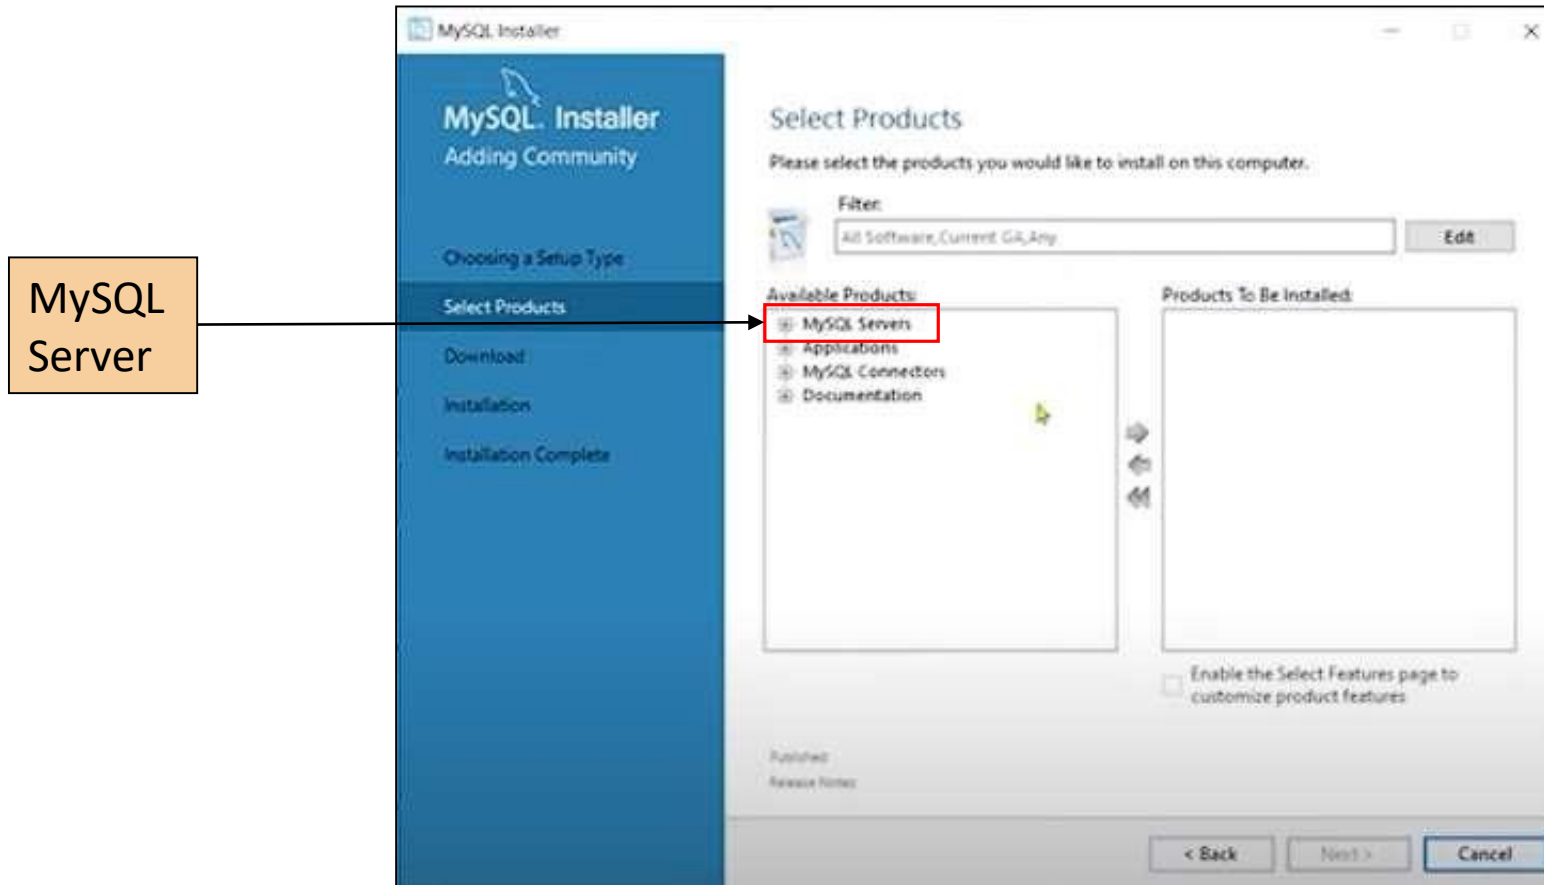 MySQL Installer
MySQL. Installer
Adding Community
Choosing a Setup Type
Select Products
Download
Installation
Installation Complete
MySQL
Server
Select Products
Please select the products you would like to install on this computer.
Filter:
All Software,Current GA,Any
Edit
Available Products:
MySQL Servers
Applications
MySQL Connectors
Documentation
Products To Be Installed:
Enable the Select Features page to
customize product features
Published:
Release Notes:
< Back
Next >
Cancel